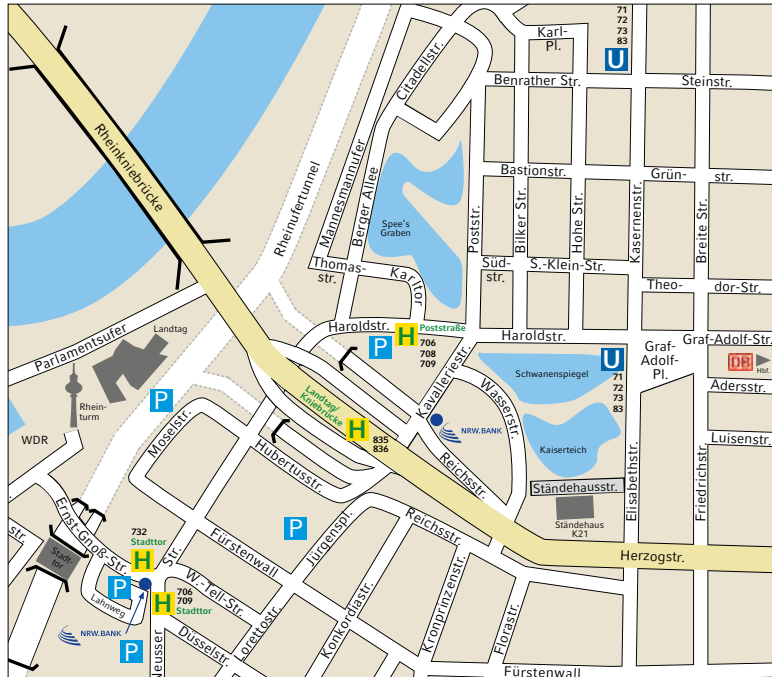 71
72
73
83
U
Karl-
Pl.
Citadellstr.
Benrather Str.
Steinstr.
Rheinkniebrücke
Rheinufertunnel
Mannesmannufer
Berger Allee
Bastionstr.
Grün-
str.
Spee's
Graben
Poststr.
Bilker Str.
Hohe Str.
Kasernenstr.
Breite Str.
Thomas-
str.
Karltor
Süd-
str.
S.-Klein-Str.
Theo-
dor-Str.
Parlamentsufer
Landtag
Haroldstr.
H
Poststraße
706
708
709
P
Haroldstr.
Graf-
Adolf-
Pl.
Graf-Adolf-Str.
DB
Hbf.
U
71
72
73
83
Schwanenspiegel
Adersstr.
Rhein-
turm
P
Landtag/
Kniebrücke
H
835
836
Kavalleriestr.
Wasserstr.
NRW.BANK
WDR
Moselstr.
Hubertusstr.
Reichsstr.
Kaiserteich
Luisenstr.
Elisabethstr.
Friedrichstr.
Ständehausstr.
Ständehaus
K21
Ernst-Gnoß-Str.
str.
Stadt-
tor
732
Stadttor
H
Str.
Fürstenwall
P
Jürgenspl.
Reichsstr.
Herzogstr.
P
Lahnweg
W.-Tell-Str.
H
706
709
Stadttor
NRW.BANK
P
Neusser
Düsselstr.
Lorettostr.
Konkordiastr.
Kronprinzenstr.
Florastr.
Fürstenwall